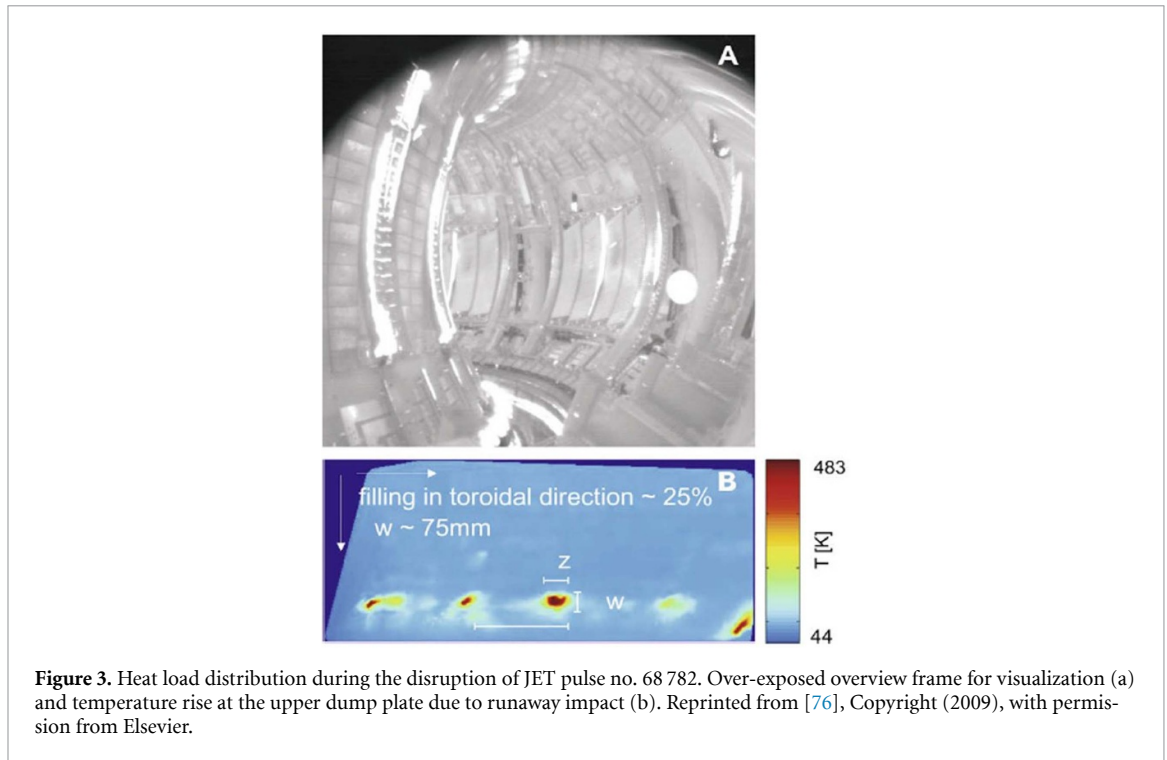 A
B
filling in toroidal direction ~ 25%
w ~ 75mm
z
w
483
T [K]
44
Figure 3. Heat load distribution during the disruption of JET pulse no. 68 782. Over-exposed overview frame for visualization (a)
and temperature rise at the upper dump plate due to runaway impact (b). Reprinted from [76], Copyright (2009), with permis-
sion from Elsevier.